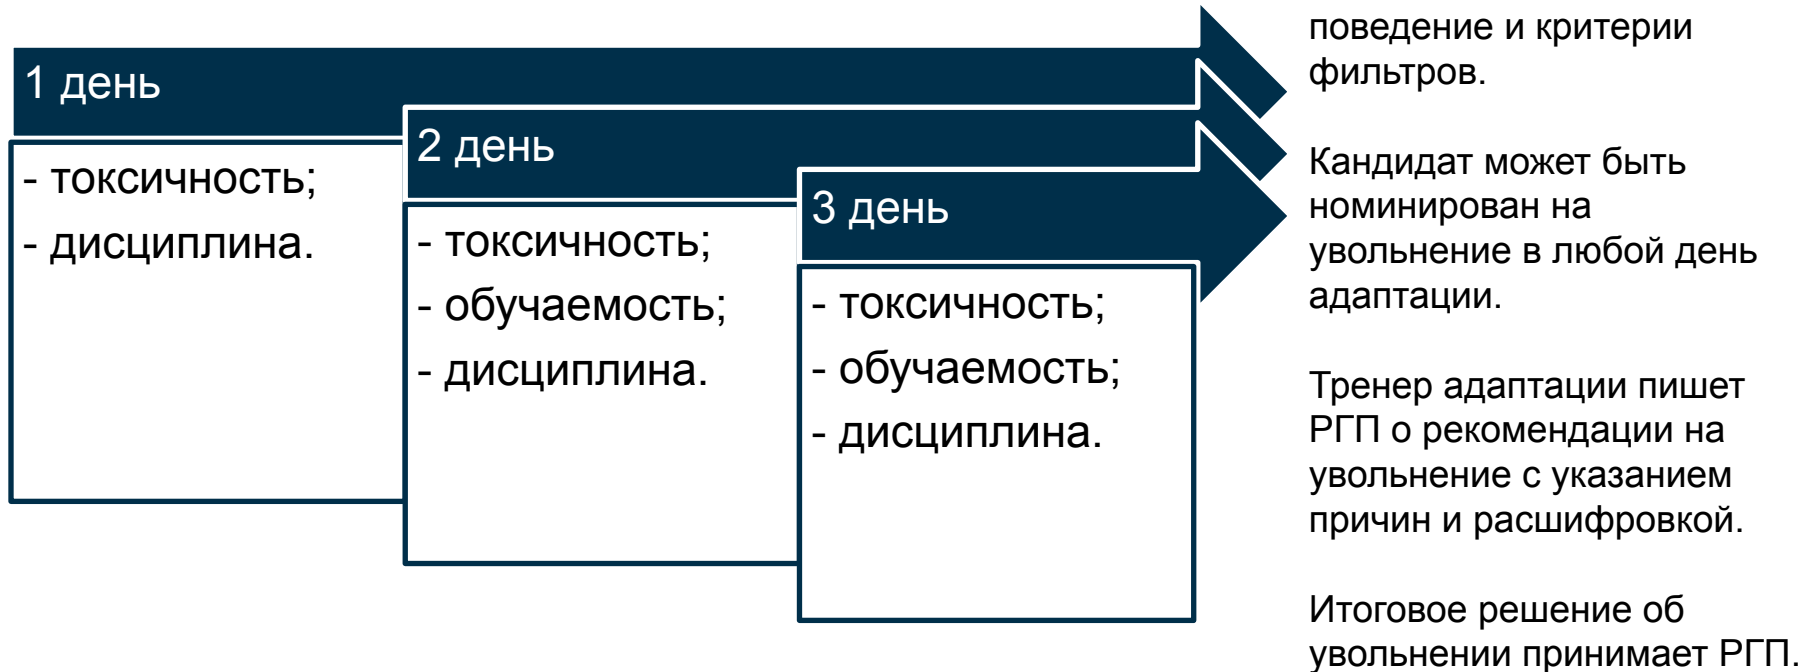 1 день
- токсичность;
- дисциплина.
2 день
- токсичность;
- обучаемость;
- дисциплина.
3 день
- токсичность;
- обучаемость;
- дисциплина.
поведение и критерии
фильтров.
Кандидат может быть
номинирован на
увольнение в любой день
адаптации.
Тренер адаптации пишет
РГП о рекомендации на
увольнение с указанием
причин и расшифровкой.
Итоговое решение об
увольнении принимает РГП.